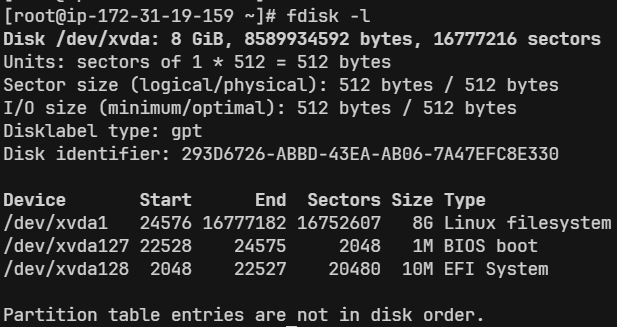 [root@ip-172-31-19-159 ~]# fdisk -l
Disk /dev/xvda: 8 GiB, 8589934592 bytes, 16777216 sectors
Units: sectors of 1 * 512 = 512 bytes
Sector size (logical/physical): 512 bytes / 512 bytes
I/O size (minimum/optimal): 512 bytes / 512 bytes
Disklabel type: gpt
Disk identifier: 293D6726-ABBD-43EA-AB06-7A47EFC8E330
Device Start End Sectors Size Type
/dev/xvda1 24576 16777182 16752607 8G Linux filesystem
/dev/xvda127 22528 24575 2048 1M BIOS boot
/dev/xvda128 2048 22527 20480 10M EFI System
Partition table entries are not in disk order.